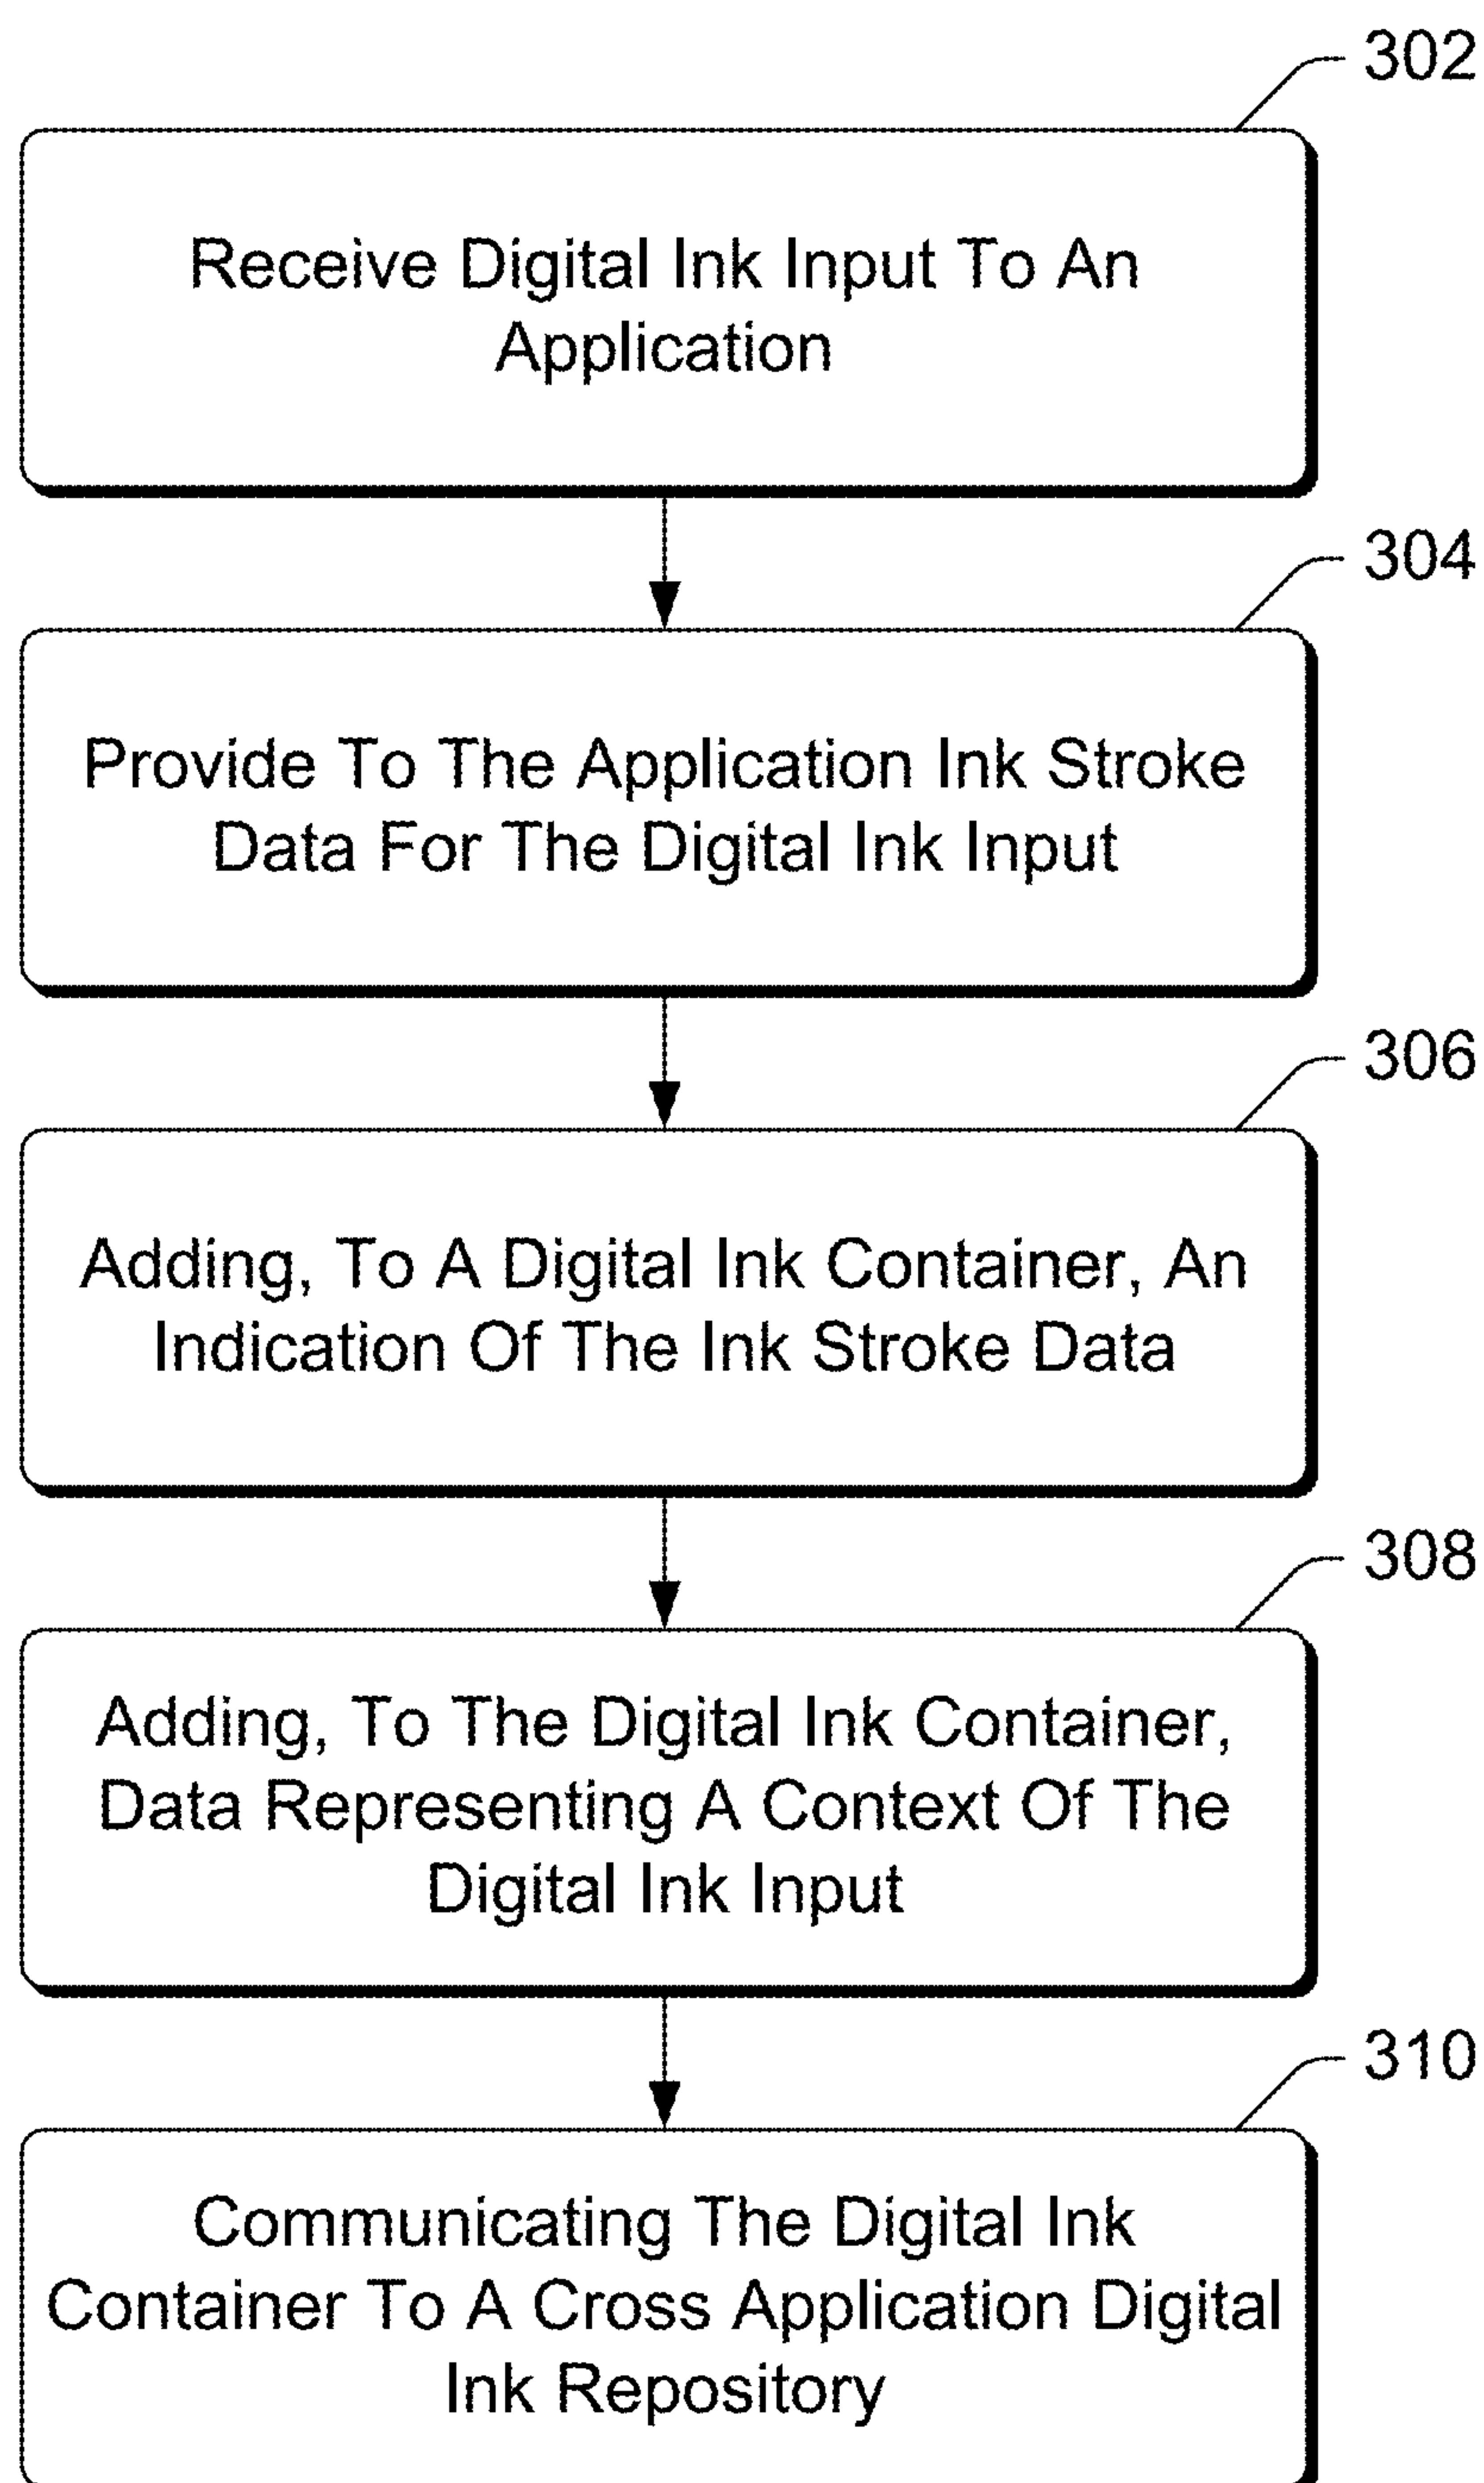 302
Receive Digital Ink Input To An
Application
304
Provide To The Application Ink Stroke
Data For The Digital Ink Input
306
Adding, To A Digital Ink Container, An
Indication Of The Ink Stroke Data
308
Adding, To The Digital Ink Container,
Data Representing A Context Of The
Digital Ink Input
310
Communicating The Digital Ink
Container To A Cross Application Digital
Ink Repository